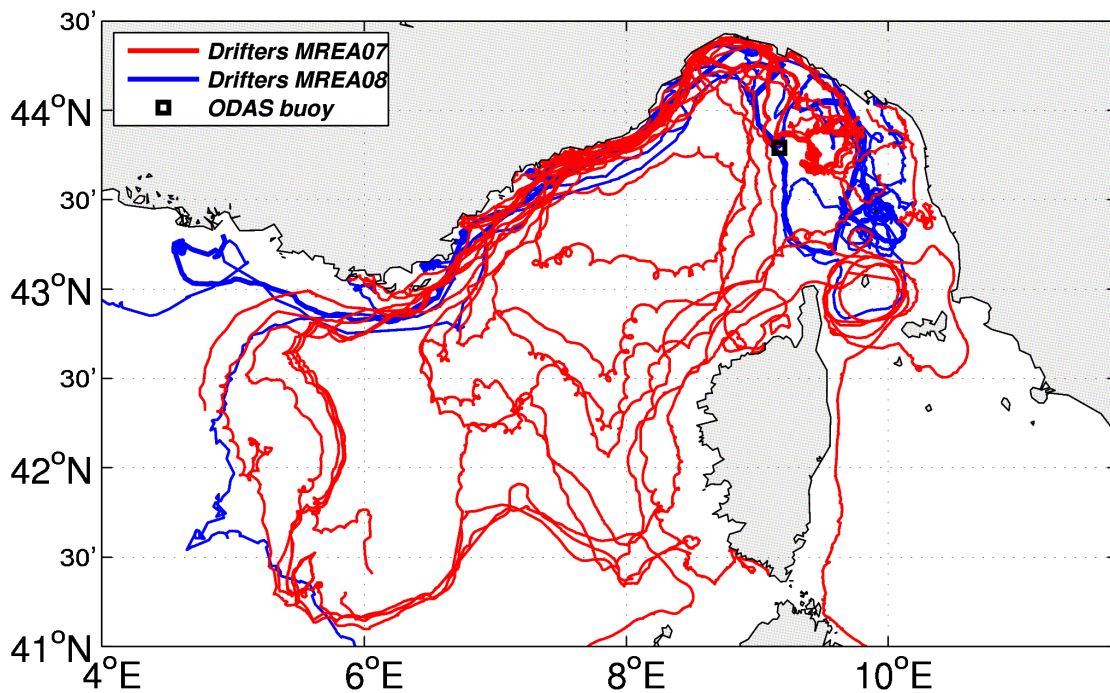 30'
Drifters MREA07
Drifters MREA08
ODAS buoy
44°N
30'
43°N
30'
42°N
30'
41°N
4°E 6°E 8°E 10°E